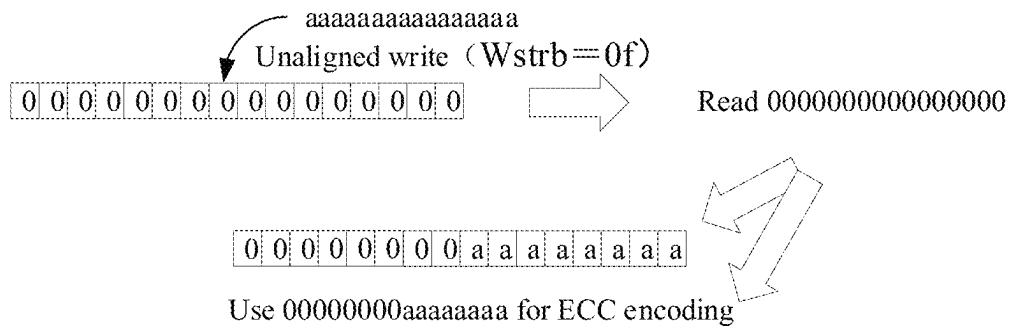 aaaaaaaaaaaaaaaa
Unaligned write（Wstrb=0f）
0 0 0 0 0 0 0 0 0 0 0 0 0 0 0 0
Read 0000000000000000
0 0 0 0 0 0 0 0 a a a a a a a a
Use 00000000aaaaaaaa for ECC encoding